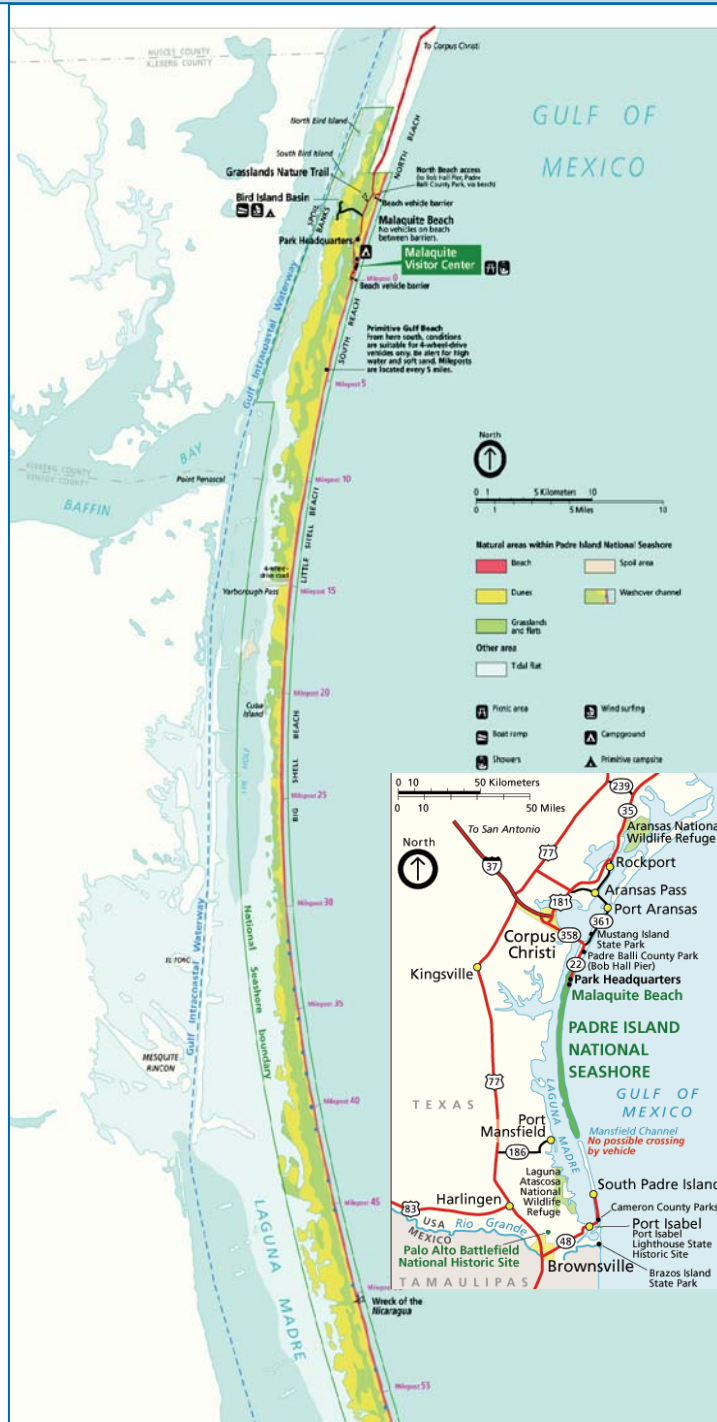 To Corpus Christi
NUECES COUNTY
KLEBERG COUNTY
GULF OF
MEXICO
North Bird Island
South Bird Island
NORTH BEACH
Grasslands Nature Trail
North Beach access
(to Bob Hall Pier, Padre
Balli County Park, via beach)
Bird Island Basin
Beach vehicle barrier
SPOIL
BANKS
Malaquite Beach
No vehicles on beach
between barriers.
Park Headquarters
Malaquite
Visitor Center
Milepost 0
Beach vehicle barrier
Gulf Intracoastal Waterway
SOUTH BEACH
Primitive Gulf Beach
From here south, conditions
are suitable for 4-wheel-drive
vehicles only. Be alert for high
water and soft sand. Mileposts
are located every 5 miles.
Milepost 5
BAY
KLEBERG COUNTY
KENEDY COUNTY
Point Penascal
BAFFIN
Milepost 10
LITTLE SHELL BEACH
4-wheel-
drive road
Yarborough Pass
Milepost 15
North
0 1 5 Kilometers 10
0 1 5 Miles 10
Natural areas within Padre Island National Seashore
Beach
Spoil area
Dunes
Washover channel
Grasslands
and flats
Other area
Tidal flat
Picnic area
Wind surfing
Boat ramp
Campground
Showers
Primitive campsite
Milepost 20
Cuba
Island
BIG SHELL BEACH
THE HOLE
Milepost 25
Milepost 30
National Seashore boundary
Gulf Intracoastal Waterway
Milepost 35
MESQUITE
RINCON
Milepost 40
Milepost 45
LAGUNA MADRE
Wreck of the
Nicaragua
Milepost 55
0 10 50 Kilometers
0 10 50 Miles
North
To San Antonio
239
35
77
37
Aransas National
Wildlife Refuge
Rockport
Aransas Pass
181
Port Aransas
361
358
Corpus
Christi
Mustang Island
State Park
Padre Balli County Park
(Bob Hall Pier)
22
Kingsville
Park Headquarters
Malaquite Beach
PADRE ISLAND
NATIONAL
SEASHORE
77
GULF OF
MEXICO
TEXAS
LAGUNA MADRE
Port
Mansfield
Mansfield Channel
No possible crossing
by vehicle
186
Laguna
Atascosa
National
Wildlife
Refuge
South Padre Island
Harlingen
83
Cameron County Parks
USA
MEXICO
Rio Grande
Port Isabel
Port Isabel
Lighthouse State
Historic Site
48
Palo Alto Battlefield
National Historic Site
Brownsville
Brazos Island
State Park
TAMAULIPAS